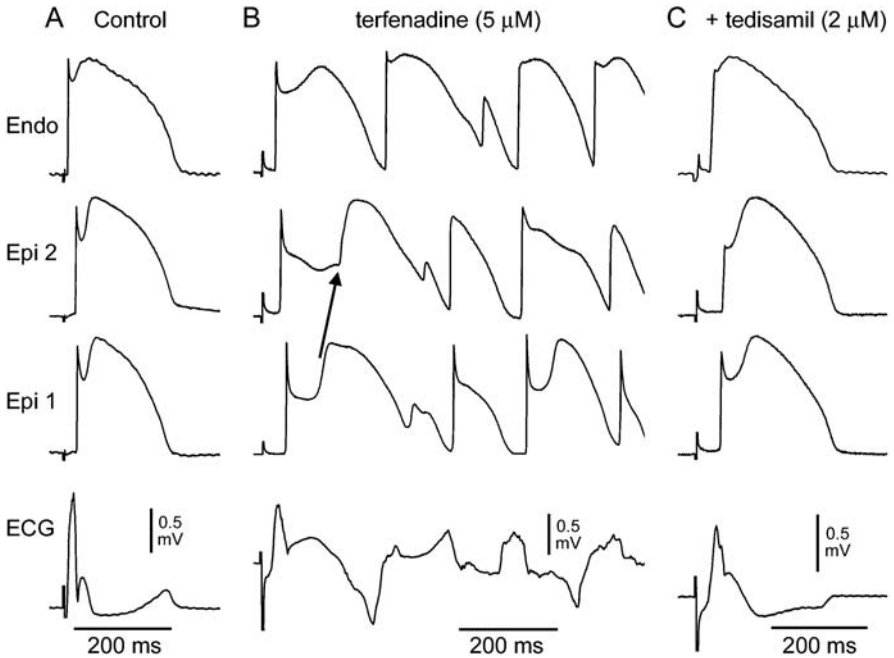 A Control
B terfenadine (5 μM)
C + tedisamil (2 μM)
Endo
Epi 2
Epi 1
ECG
0.5
mV
0.5
mV
0.5
mV
200 ms
200 ms
200 ms